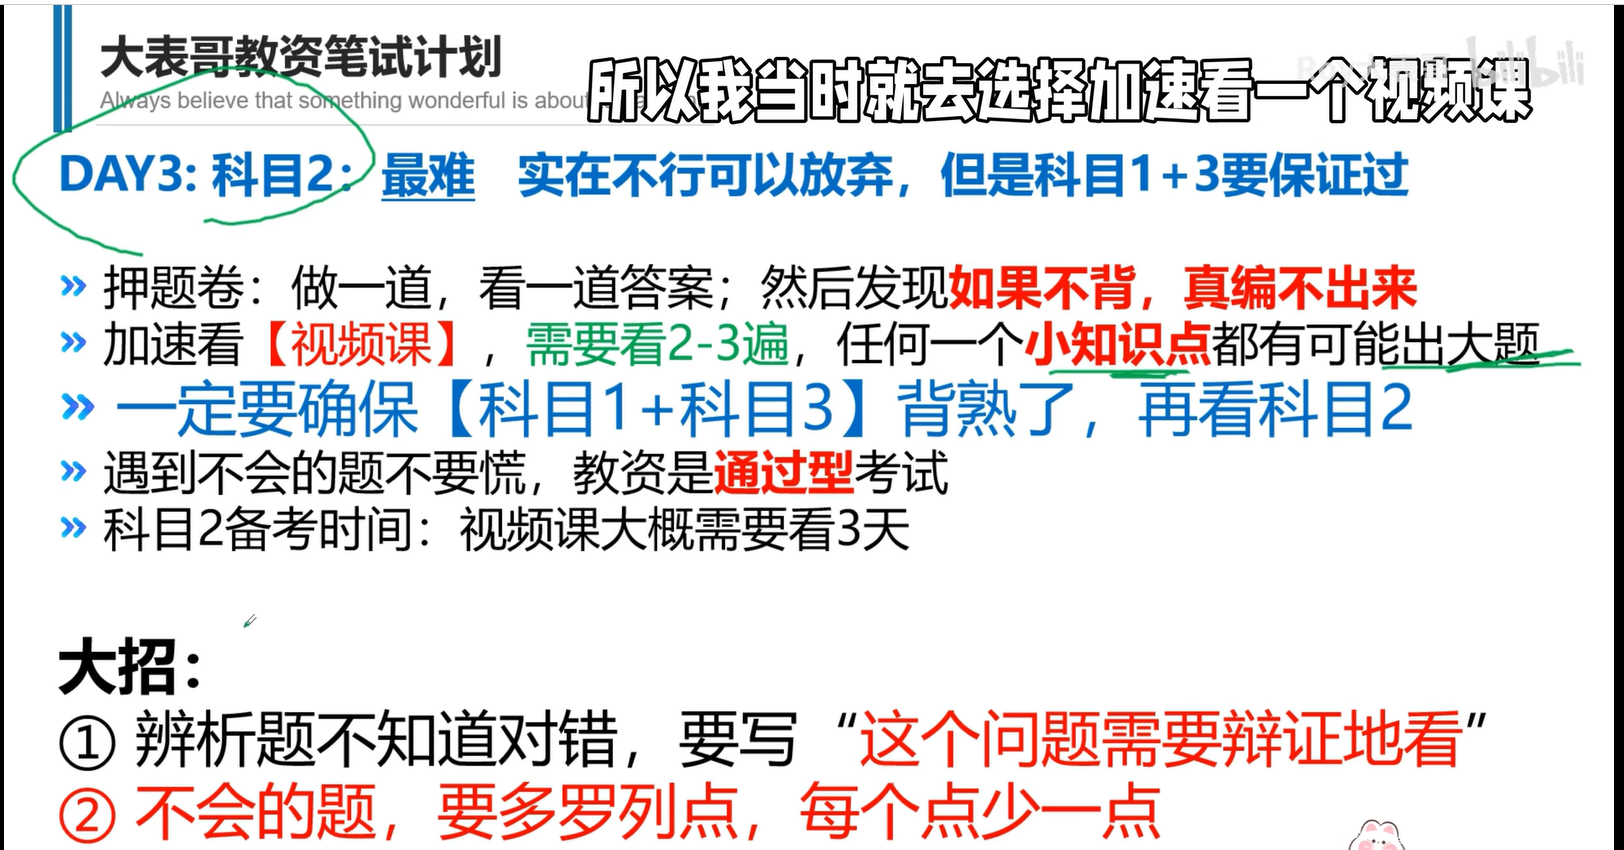 大表哥教资笔试计划
Always believe that something wonderful is about
所以我当时就去选择加速看一个视频课
bilibili
DAY3: 科目2：最难 实在不行可以放弃，但是科目1+3要保证过
» 押题卷：做一道，看一道答案；然后发现如果不背，真编不出来
» 加速看【视频课】，需要看2-3遍，任何一个小知识点都有可能出大题
» 一定要确保【科目1+科目3】背熟了，再看科目2
» 遇到不会的题不要慌，教资是通过型考试
» 科目2备考时间：视频课大概需要看3天
大招：
① 辨析题不知道对错，要写“这个问题需要辩证地看”
② 不会的题，要多罗列点，每个点少一点